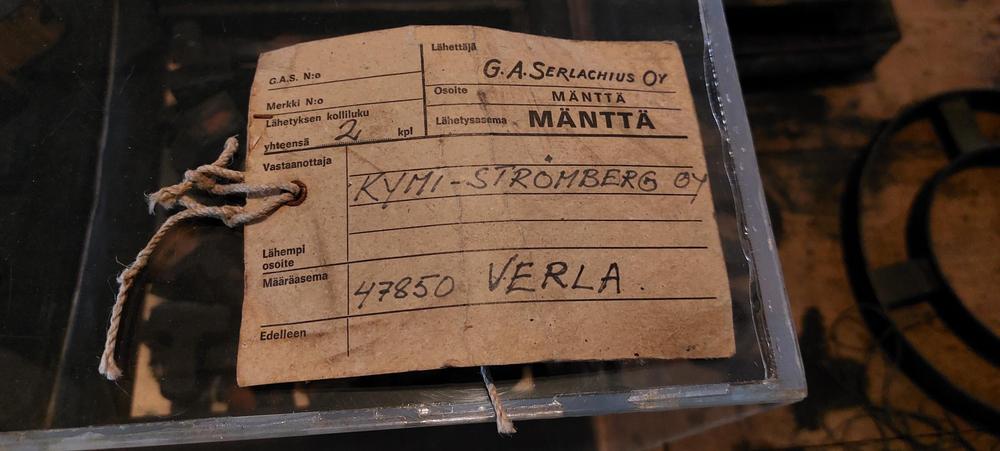 G.A.S. N:o
Merkki N:o
Lähetyksen kolliluku
yhteensä 2 kpl
Lähettäjä
G.A.SERLACHIUS OY
Osoite MÄNTTÄ
Lähetysasema MÄNTTÄ
Vastaanottaja
KYMI-STRÖMBERG OY
Lähempi
osoite
Määräasema
47850 VERLA.
Edelleen